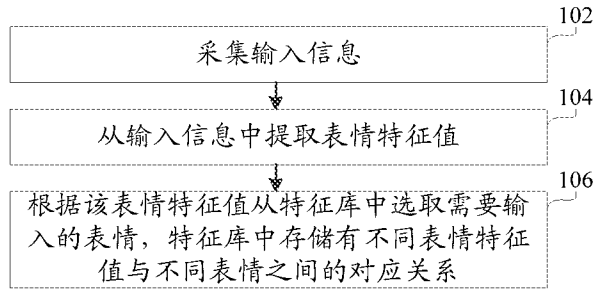 102
采集输入信息
104
从输入信息中提取表情特征值
106
根据该表情特征值从特征库中选取需要输
入的表情，特征库中存储有不同表情特征
值与不同表情之间的对应关系